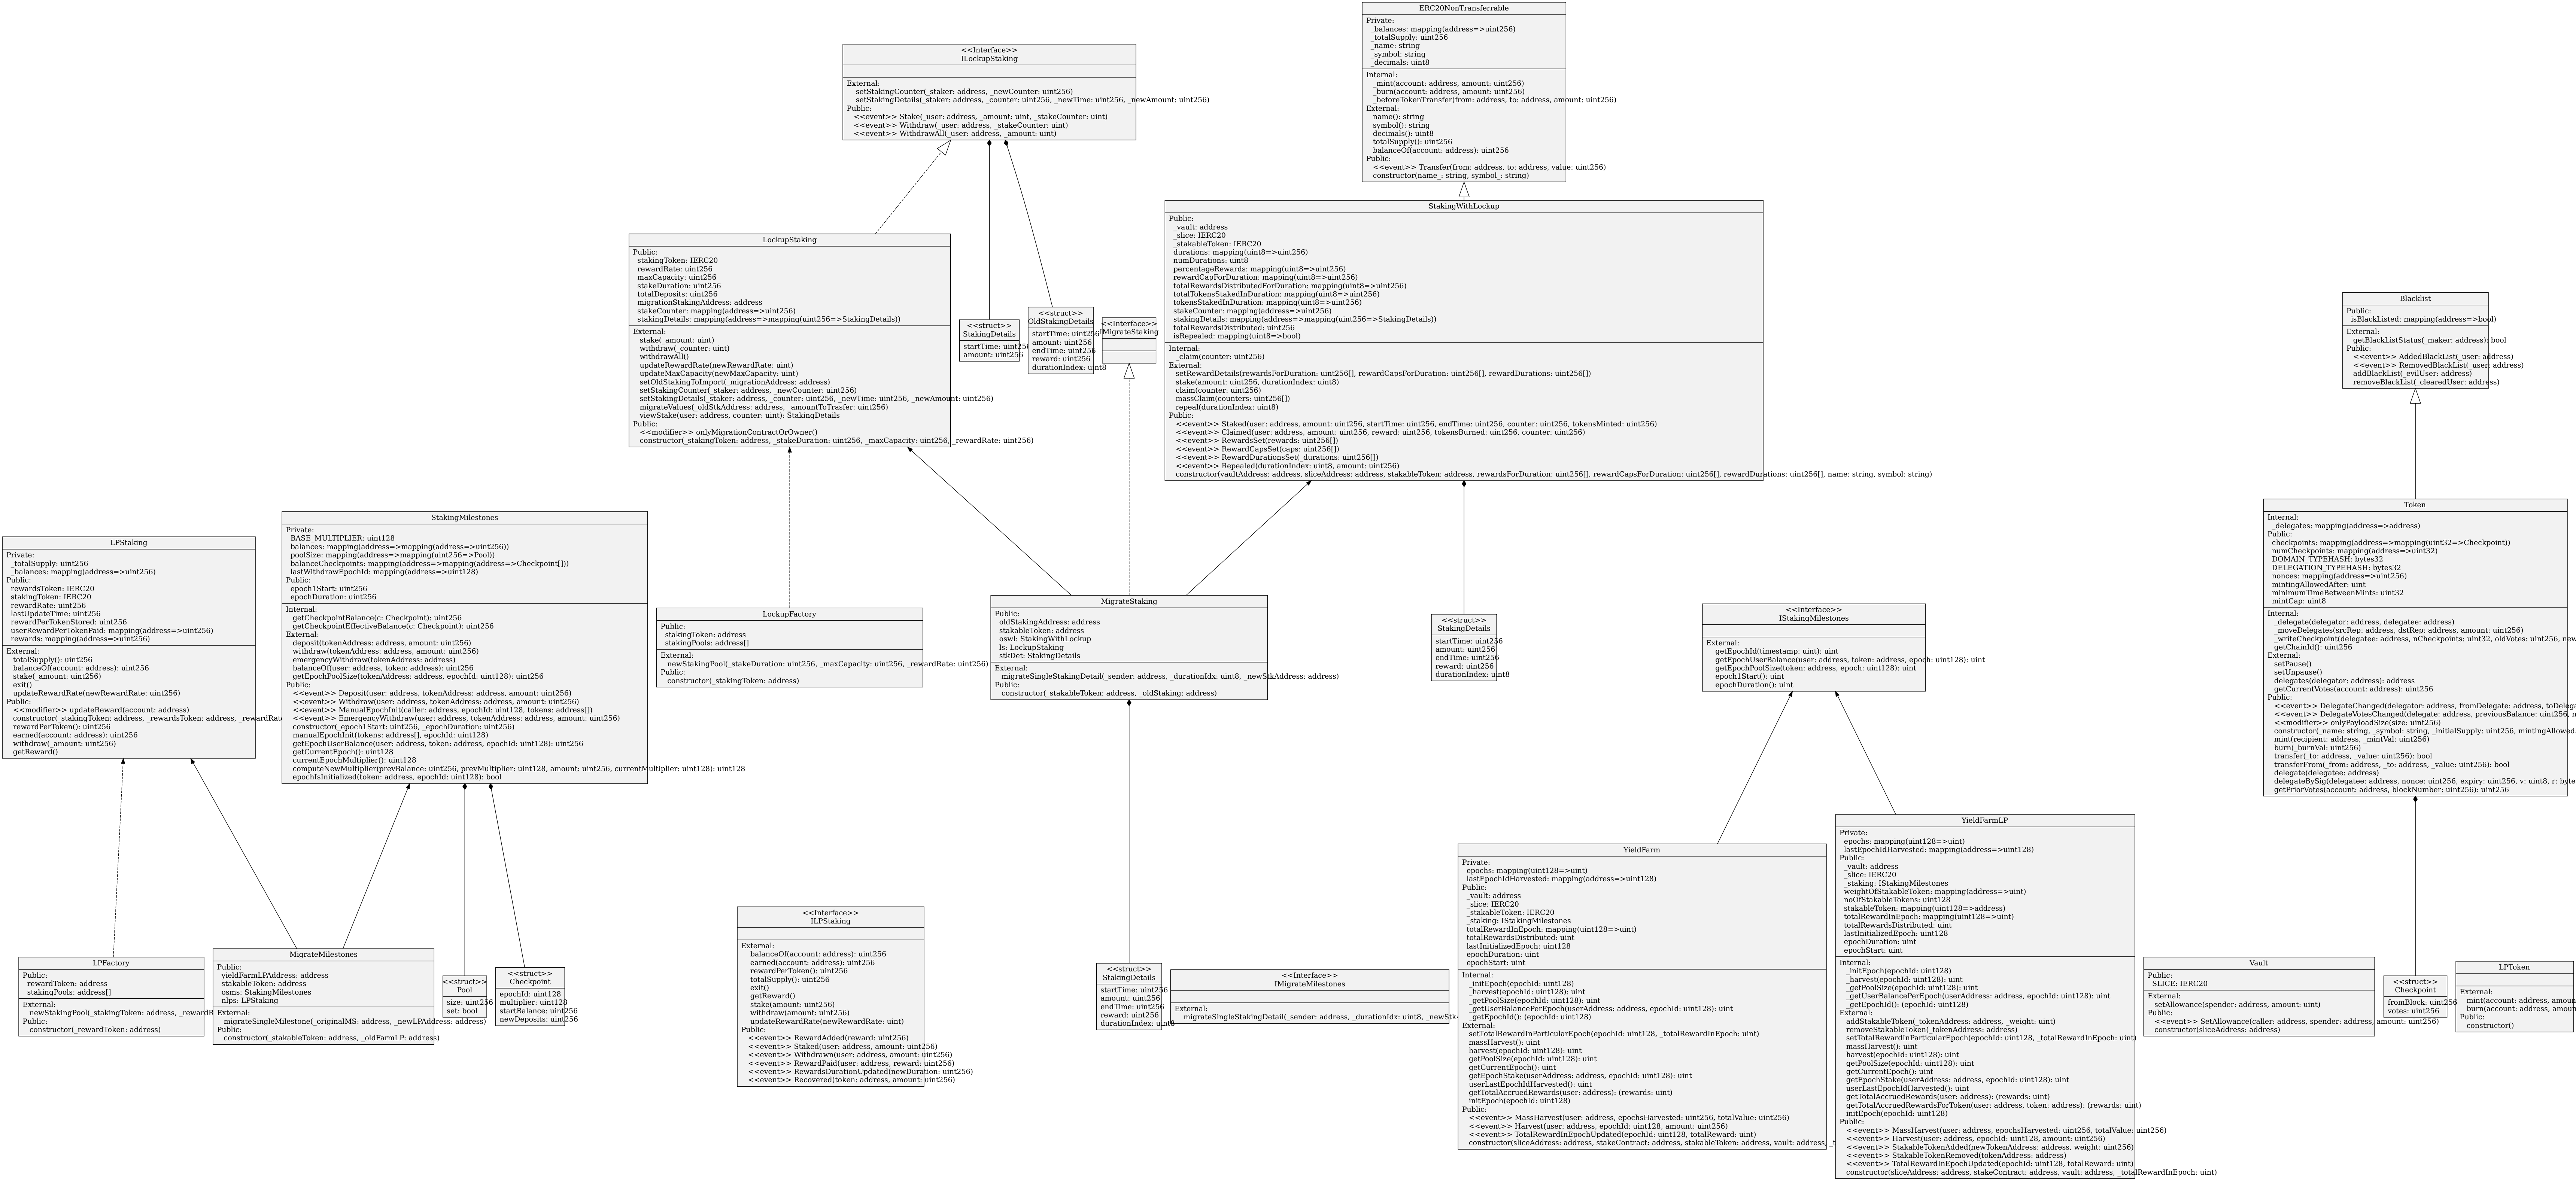 ERC20NonTransferrable
Private:
_balances: mapping(address=>uint256)
_totalSupply: uint256
_name: string
_symbol: string
_decimals: uint8
Internal:
_mint(account: address, amount: uint256)
_burn(account: address, amount: uint256)
_beforeTokenTransfer(from: address, to: address, amount: uint256)
External:
name(): string
symbol(): string
decimals(): uint8
totalSupply(): uint256
balanceOf(account: address): uint256
Public:
<<event>> Transfer(from: address, to: address, value: uint256)
constructor(name_: string, symbol_: string)
<<Interface>>
ILockupStaking
External:
setStakingCounter(_staker: address, _newCounter: uint256)
setStakingDetails(_staker: address, _counter: uint256, _newTime: uint256, _newAmount: uint256)
Public:
<<event>> Stake(_user: address, _amount: uint, _stakeCounter: uint)
<<event>> Withdraw(_user: address, _stakeCounter: uint)
<<event>> WithdrawAll(_user: address, _amount: uint)
LockupStaking
Public:
stakingToken: IERC20
rewardRate: uint256
maxCapacity: uint256
stakeDuration: uint256
totalDeposits: uint256
migrationStakingAddress: address
stakeCounter: mapping(address=>uint256)
stakingDetails: mapping(address=>mapping(uint256=>StakingDetails))
External:
stake(_amount: uint)
withdraw(_counter: uint)
withdrawAll()
updateRewardRate(newRewardRate: uint)
updateMaxCapacity(newMaxCapacity: uint)
setOldStakingToImport(_migrationAddress: address)
setStakingCounter(_staker: address, _newCounter: uint256)
setStakingDetails(_staker: address, _counter: uint256, _newTime: uint256, _newAmount: uint256)
migrateValues(_oldStkAddress: address, _amountToTrasfer: uint256)
viewStake(user: address, counter: uint): StakingDetails
Public:
<<modifier>> onlyMigrationContractOrOwner()
constructor(_stakingToken: address, _stakeDuration: uint256, _maxCapacity: uint256, _rewardRate: uint256)
<<struct>>
StakingDetails
startTime: uint256
amount: uint256
<<struct>>
OldStakingDetails
startTime: uint256
amount: uint256
endTime: uint256
reward: uint256
durationIndex: uint8
<<Interface>>
IMigrateStaking
StakingWithLockup
Public:
_vault: address
_slice: IERC20
_stakableToken: IERC20
durations: mapping(uint8=>uint256)
numDurations: uint8
percentageRewards: mapping(uint8=>uint256)
rewardCapForDuration: mapping(uint8=>uint256)
totalRewardsDistributedForDuration: mapping(uint8=>uint256)
totalTokensStakedInDuration: mapping(uint8=>uint256)
tokensStakedInDuration: mapping(uint8=>uint256)
stakeCounter: mapping(address=>uint256)
stakingDetails: mapping(address=>mapping(uint256=>StakingDetails))
totalRewardsDistributed: uint256
isRepealed: mapping(uint8=>bool)
Internal:
_claim(counter: uint256)
External:
setRewardDetails(rewardsForDuration: uint256[], rewardCapsForDuration: uint256[], rewardDurations: uint256[])
stake(amount: uint256, durationIndex: uint8)
claim(counter: uint256)
massClaim(counters: uint256[])
repeal(durationIndex: uint8)
Public:
<<event>> Staked(user: address, amount: uint256, startTime: uint256, endTime: uint256, counter: uint256, tokensMinted: uint256)
<<event>> Claimed(user: address, amount: uint256, reward: uint256, tokensBurned: uint256, counter: uint256)
<<event>> RewardsSet(rewards: uint256[])
<<event>> RewardCapsSet(caps: uint256[])
<<event>> RewardDurationsSet(_durations: uint256[])
<<event>> Repealed(durationIndex: uint8, amount: uint256)
constructor(vaultAddress: address, sliceAddress: address, stakableToken: address, rewardsForDuration: uint256[], rewardCapsForDuration: uint256[], rewardDurations: uint256[], name: string, symbol: string)
Blacklist
Public:
isBlackListed: mapping(address=>bool)
External:
getBlackListStatus(_maker: address): bool
Public:
<<event>> AddedBlackList(_user: address)
<<event>> RemovedBlackList(_user: address)
addBlackList(_evilUser: address)
removeBlackList(_clearedUser: address)
LPStaking
Private:
_totalSupply: uint256
_balances: mapping(address=>uint256)
Public:
rewardsToken: IERC20
stakingToken: IERC20
rewardRate: uint256
lastUpdateTime: uint256
rewardPerTokenStored: uint256
userRewardPerTokenPaid: mapping(address=>uint256)
rewards: mapping(address=>uint256)
External:
totalSupply(): uint256
balanceOf(account: address): uint256
stake(_amount: uint256)
exit()
updateRewardRate(newRewardRate: uint256)
Public:
<<modifier>> updateReward(account: address)
constructor(_stakingToken: address, _rewardsToken: address, _rewardRat
rewardPerToken(): uint256
earned(account: address): uint256
withdraw(_amount: uint256)
getReward()
StakingMilestones
Private:
BASE_MULTIPLIER: uint128
balances: mapping(address=>mapping(address=>uint256))
poolSize: mapping(address=>mapping(uint256=>Pool))
balanceCheckpoints: mapping(address=>mapping(address=>Checkpoint[]))
lastWithdrawEpochId: mapping(address=>uint128)
Public:
epoch1Start: uint256
epochDuration: uint256
Internal:
getCheckpointBalance(c: Checkpoint): uint256
getCheckpointEffectiveBalance(c: Checkpoint): uint256
External:
deposit(tokenAddress: address, amount: uint256)
withdraw(tokenAddress: address, amount: uint256)
emergencyWithdraw(tokenAddress: address)
balanceOf(user: address, token: address): uint256
getEpochPoolSize(tokenAddress: address, epochId: uint128): uint256
Public:
<<event>> Deposit(user: address, tokenAddress: address, amount: uint256)
<<event>> Withdraw(user: address, tokenAddress: address, amount: uint256)
<<event>> ManualEpochInit(caller: address, epochId: uint128, tokens: address[])
<<event>> EmergencyWithdraw(user: address, tokenAddress: address, amount: uint256)
constructor(_epoch1Start: uint256, _epochDuration: uint256)
manualEpochInit(tokens: address[], epochId: uint128)
getEpochUserBalance(user: address, token: address, epochId: uint128): uint256
getCurrentEpoch(): uint128
currentEpochMultiplier(): uint128
computeNewMultiplier(prevBalance: uint256, prevMultiplier: uint128, amount: uint256, currentMultiplier: uint128): uint128
epochIsInitialized(token: address, epochId: uint128): bool
LockupFactory
Public:
stakingToken: address
stakingPools: address[]
External:
newStakingPool(_stakeDuration: uint256, _maxCapacity: uint256, _rewardRate: uint256)
Public:
constructor(_stakingToken: address)
MigrateStaking
Public:
oldStakingAddress: address
stakableToken: address
oswl: StakingWithLockup
ls: LockupStaking
stkDet: StakingDetails
External:
migrateSingleStakingDetail(_sender: address, _durationIdx: uint8, _newStkAddress: address)
Public:
constructor(_stakableToken: address, _oldStaking: address)
<<struct>>
StakingDetails
startTime: uint256
amount: uint256
endTime: uint256
reward: uint256
durationIndex: uint8
<<Interface>>
IStakingMilestones
External:
getEpochId(timestamp: uint): uint
getEpochUserBalance(user: address, token: address, epoch: uint128): uint
getEpochPoolSize(token: address, epoch: uint128): uint
epoch1Start(): uint
epochDuration(): uint
Token
Internal:
_delegates: mapping(address=>address)
Public:
checkpoints: mapping(address=>mapping(uint32=>Checkpoint))
numCheckpoints: mapping(address=>uint32)
DOMAIN_TYPEHASH: bytes32
DELEGATION_TYPEHASH: bytes32
nonces: mapping(address=>uint256)
mintingAllowedAfter: uint
minimumTimeBetweenMints: uint32
mintCap: uint8
Internal:
_delegate(delegator: address, delegatee: address)
_moveDelegates(srcRep: address, dstRep: address, amount: uint256)
_writeCheckpoint(delegatee: address, nCheckpoints: uint32, oldVotes: uint256, new
getChainId(): uint256
External:
setPause()
setUnpause()
delegates(delegator: address): address
getCurrentVotes(account: address): uint256
Public:
<<event>> DelegateChanged(delegator: address, fromDelegate: address, toDelega
<<event>> DelegateVotesChanged(delegate: address, previousBalance: uint256, n
<<modifier>> onlyPayloadSize(size: uint256)
constructor(_name: string, _symbol: string, _initialSupply: uint256, mintingAllowedA
mint(recipient: address, _mintVal: uint256)
burn(_burnVal: uint256)
transfer(_to: address, _value: uint256): bool
transferFrom(_from: address, _to: address, _value: uint256): bool
delegate(delegatee: address)
delegateBySig(delegatee: address, nonce: uint256, expiry: uint256, v: uint8, r: byte
getPriorVotes(account: address, blockNumber: uint256): uint256
LPFactory
Public:
rewardToken: address
stakingPools: address[]
External:
newStakingPool(_stakingToken: address, _rewardR
Public:
constructor(_rewardToken: address)
MigrateMilestones
Public:
yieldFarmLPAddress: address
stakableToken: address
osms: StakingMilestones
nlps: LPStaking
External:
migrateSingleMilestone(_originalMS: address, _newLPAddress: address)
Public:
constructor(_stakableToken: address, _oldFarmLP: address)
<<struct>>
Pool
size: uint256
set: bool
<<struct>>
Checkpoint
epochId: uint128
multiplier: uint128
startBalance: uint256
newDeposits: uint256
<<Interface>>
ILPStaking
External:
balanceOf(account: address): uint256
earned(account: address): uint256
rewardPerToken(): uint256
totalSupply(): uint256
exit()
getReward()
stake(amount: uint256)
withdraw(amount: uint256)
updateRewardRate(newRewardRate: uint)
Public:
<<event>> RewardAdded(reward: uint256)
<<event>> Staked(user: address, amount: uint256)
<<event>> Withdrawn(user: address, amount: uint256)
<<event>> RewardPaid(user: address, reward: uint256)
<<event>> RewardsDurationUpdated(newDuration: uint256)
<<event>> Recovered(token: address, amount: uint256)
<<struct>>
StakingDetails
startTime: uint256
amount: uint256
endTime: uint256
reward: uint256
durationIndex: uint8
<<Interface>>
IMigrateMilestones
External:
migrateSingleStakingDetail(_sender: address, _durationIdx: uint8, _newStkA
YieldFarm
Private:
epochs: mapping(uint128=>uint)
lastEpochIdHarvested: mapping(address=>uint128)
Public:
_vault: address
_slice: IERC20
_stakableToken: IERC20
_staking: IStakingMilestones
totalRewardInEpoch: mapping(uint128=>uint)
totalRewardsDistributed: uint
lastInitializedEpoch: uint128
epochDuration: uint
epochStart: uint
Internal:
_initEpoch(epochId: uint128)
_harvest(epochId: uint128): uint
_getPoolSize(epochId: uint128): uint
_getUserBalancePerEpoch(userAddress: address, epochId: uint128): uint
_getEpochId(): (epochId: uint128)
External:
setTotalRewardInParticularEpoch(epochId: uint128, _totalRewardInEpoch: uint)
massHarvest(): uint
harvest(epochId: uint128): uint
getPoolSize(epochId: uint128): uint
getCurrentEpoch(): uint
getEpochStake(userAddress: address, epochId: uint128): uint
userLastEpochIdHarvested(): uint
getTotalAccruedRewards(user: address): (rewards: uint)
initEpoch(epochId: uint128)
Public:
<<event>> MassHarvest(user: address, epochsHarvested: uint256, totalValue: uint256)
<<event>> Harvest(user: address, epochId: uint128, amount: uint256)
<<event>> TotalRewardInEpochUpdated(epochId: uint128, totalReward: uint)
constructor(sliceAddress: address, stakeContract: address, stakableToken: address, vault: address, _t
YieldFarmLP
Private:
epochs: mapping(uint128=>uint)
lastEpochIdHarvested: mapping(address=>uint128)
Public:
_vault: address
_slice: IERC20
_staking: IStakingMilestones
weightOfStakableToken: mapping(address=>uint)
noOfStakableTokens: uint128
stakableToken: mapping(uint128=>address)
totalRewardInEpoch: mapping(uint128=>uint)
totalRewardsDistributed: uint
lastInitializedEpoch: uint128
epochDuration: uint
epochStart: uint
Internal:
_initEpoch(epochId: uint128)
_harvest(epochId: uint128): uint
_getPoolSize(epochId: uint128): uint
_getUserBalancePerEpoch(userAddress: address, epochId: uint128): uint
_getEpochId(): (epochId: uint128)
External:
addStakableToken(_tokenAddress: address, _weight: uint)
removeStakableToken(_tokenAddress: address)
setTotalRewardInParticularEpoch(epochId: uint128, _totalRewardInEpoch: uint)
massHarvest(): uint
harvest(epochId: uint128): uint
getPoolSize(epochId: uint128): uint
getCurrentEpoch(): uint
getEpochStake(userAddress: address, epochId: uint128): uint
userLastEpochIdHarvested(): uint
getTotalAccruedRewards(user: address): (rewards: uint)
getTotalAccruedRewardsForToken(user: address, token: address): (rewards: uint)
initEpoch(epochId: uint128)
Public:
<<event>> MassHarvest(user: address, epochsHarvested: uint256, totalValue: uint256)
<<event>> Harvest(user: address, epochId: uint128, amount: uint256)
<<event>> StakableTokenAdded(newTokenAddress: address, weight: uint256)
<<event>> StakableTokenRemoved(tokenAddress: address)
<<event>> TotalRewardInEpochUpdated(epochId: uint128, totalReward: uint)
constructor(sliceAddress: address, stakeContract: address, vault: address, _totalRewardInEpoch: uint)
Vault
Public:
SLICE: IERC20
External:
setAllowance(spender: address, amount: uint)
Public:
<<event>> SetAllowance(caller: address, spender: address, amount: uint256)
constructor(sliceAddress: address)
<<struct>>
Checkpoint
fromBlock: uint256
votes: uint256
LPToken
External:
mint(account: address, amoun
burn(account: address, amoun
Public:
constructor()